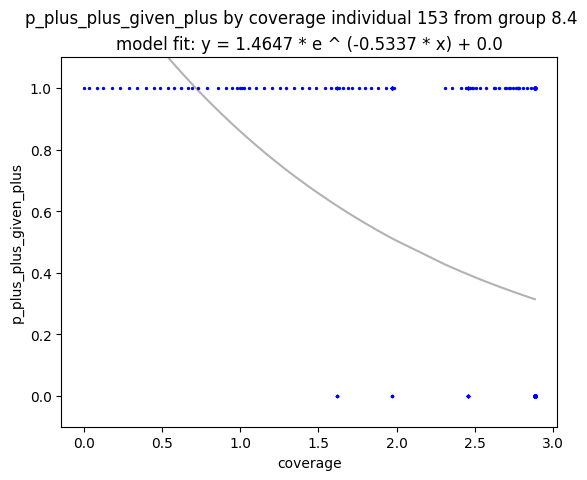 p_plus_plus_given_plus by coverage individual 153 from group 8.4
model fit: y = 1.4647 * e ^ (-0.5337 * x) + 0.0
p_plus_plus_given_plus
1.0
0.8
0.6
0.4
0.2
0.0
0.0 0.5 1.0 1.5 2.0 2.5 3.0
coverage